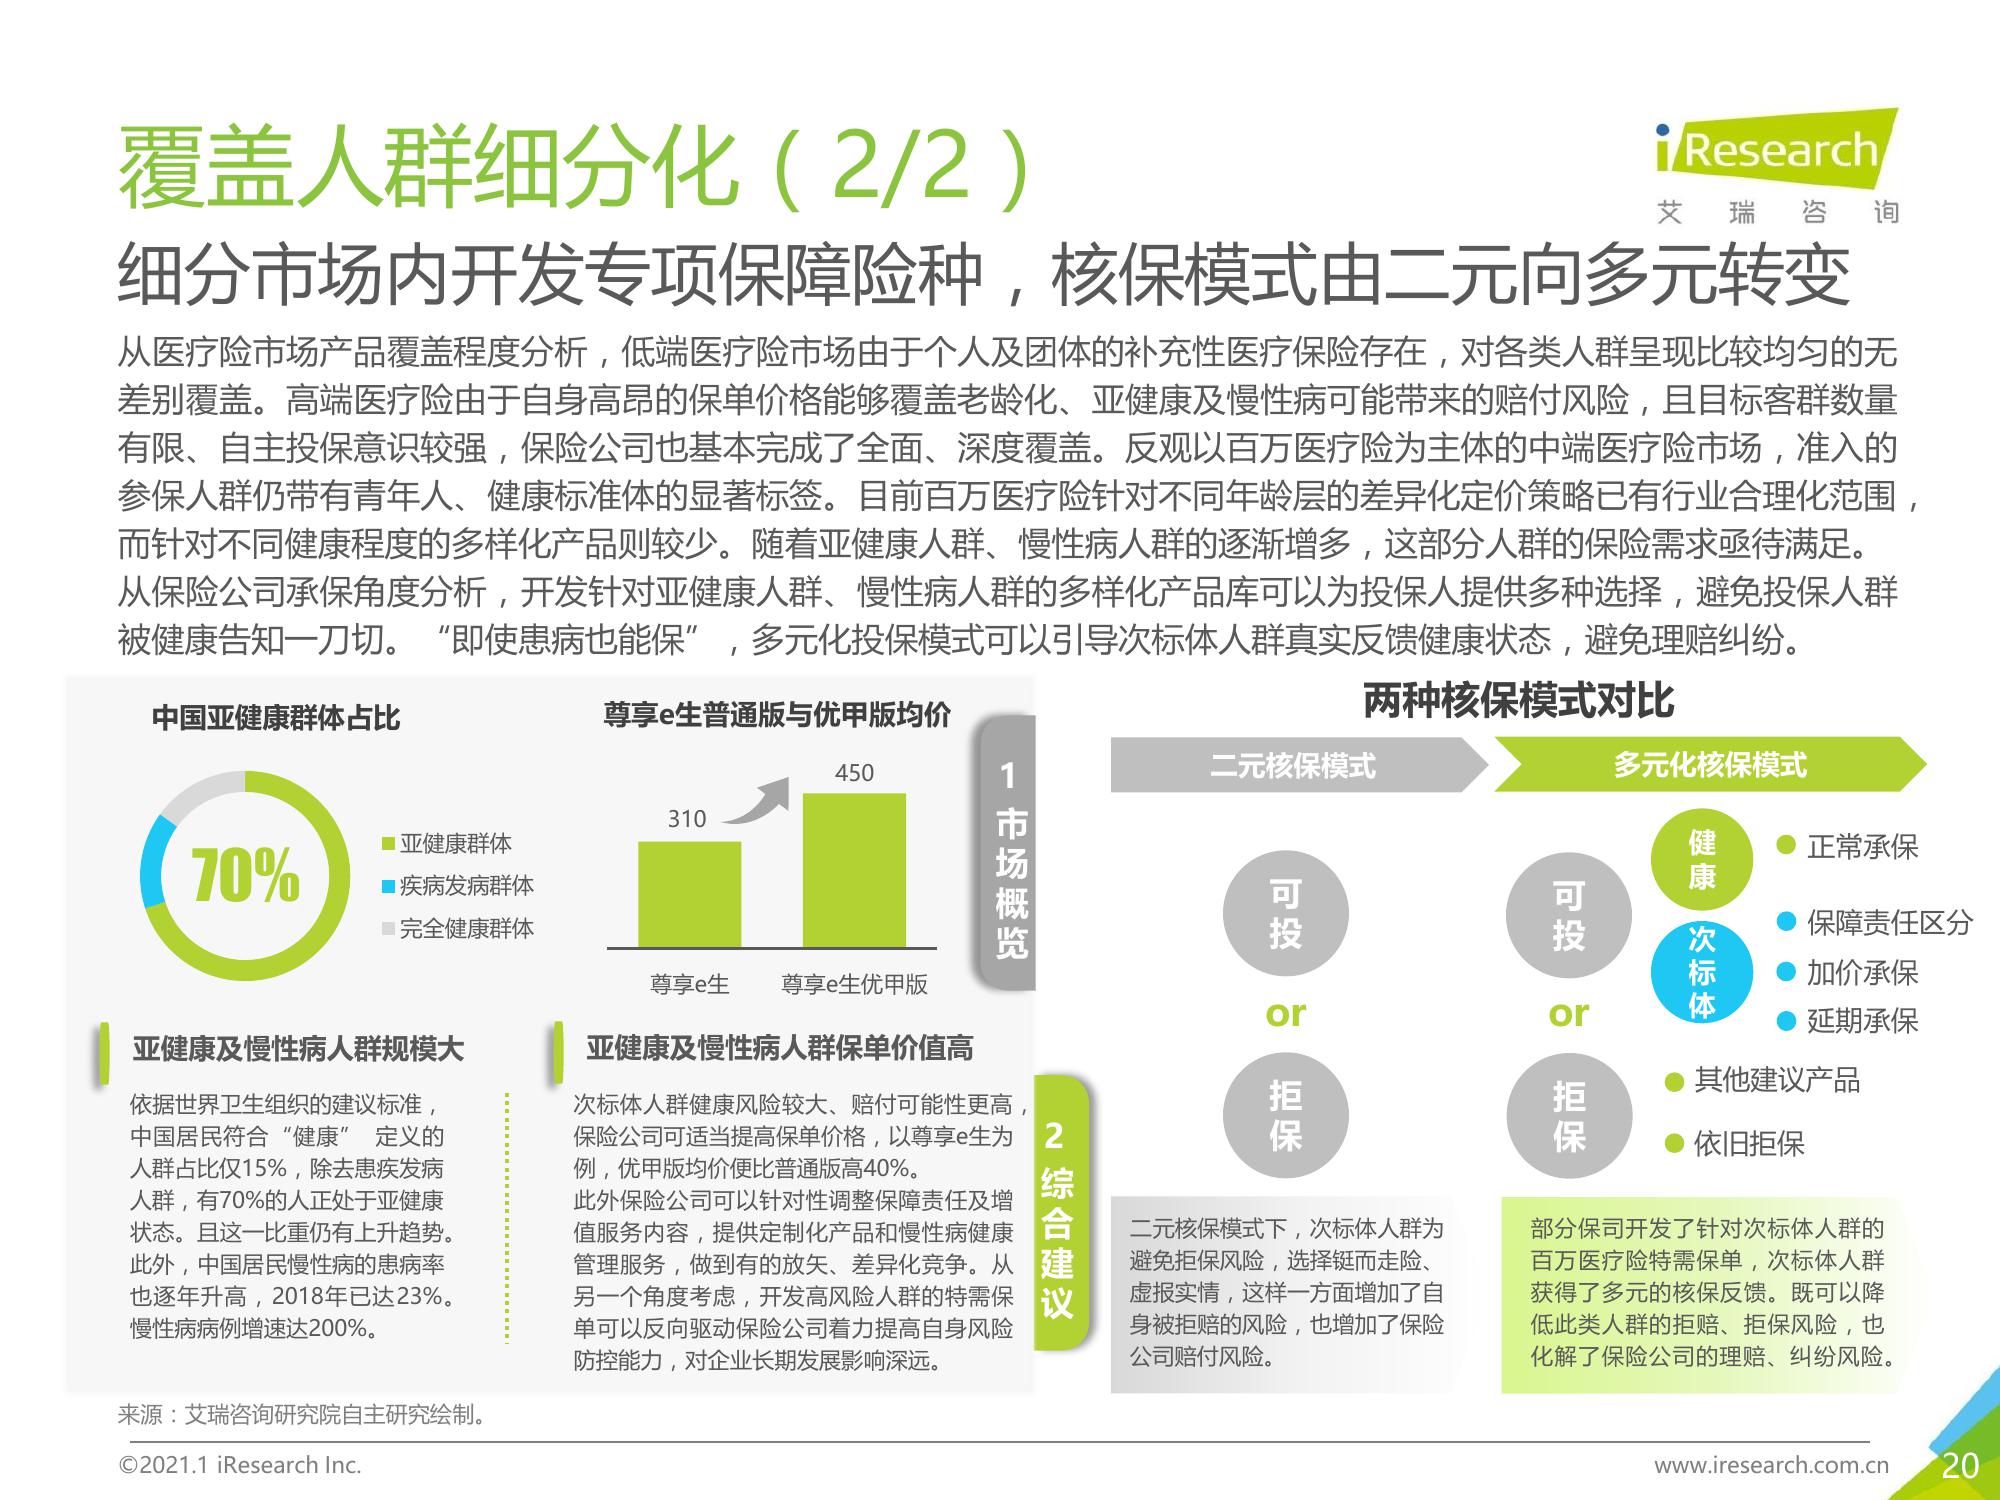 覆盖人群细分化（2/2）
iResearch
艾瑞咨询
细分市场内开发专项保障险种，核保模式由二元向多元转变
从医疗险市场产品覆盖程度分析，低端医疗险市场由于个人及团体的补充性医疗保险存在，对各类人群呈现比较均匀的无
差别覆盖。高端医疗险由于自身高昂的保单价格能够覆盖老龄化、亚健康及慢性病可能带来的赔付风险，且目标客群数量
有限、自主投保意识较强，保险公司也基本完成了全面、深度覆盖。反观以百万医疗险为主体的中端医疗险市场，准入的
参保人群仍带有青年人、健康标准体的显著标签。目前百万医疗险针对不同年龄层的差异化定价策略已有行业合理化范围，
而针对不同健康程度的多样化产品则较少。随着亚健康人群、慢性病人群的逐渐增多，这部分人群的保险需求亟待满足。
从保险公司承保角度分析，开发针对亚健康人群、慢性病人群的多样化产品库可以为投保人提供多种选择，避免投保人群
被健康告知一刀切。“即使患病也能保”，多元化投保模式可以引导次标体人群真实反馈健康状态，避免理赔纠纷。
中国亚健康群体占比
70%
亚健康群体
疾病发病群体
完全健康群体
尊享e生普通版与优甲版均价
310
450
尊享e生
尊享e生优甲版
1
市
场
概
览
亚健康及慢性病人群规模大
依据世界卫生组织的建议标准，
中国居民符合“健康” 定义的
人群占比仅15%，除去患疾发病
人群，有70%的人正处于亚健康
状态。且这一比重仍有上升趋势。
此外，中国居民慢性病的患病率
也逐年升高，2018年已达23%。
慢性病病例增速达200%。
亚健康及慢性病人群保单价值高
次标体人群健康风险较大、赔付可能性更高，
保险公司可适当提高保单价格，以尊享e生为
例，优甲版均价便比普通版高40%。
此外保险公司可以针对性调整保障责任及增
值服务内容，提供定制化产品和慢性病健康
管理服务，做到有的放矢、差异化竞争。从
另一个角度考虑，开发高风险人群的特需保
单可以反向驱动保险公司着力提高自身风险
防控能力，对企业长期发展影响深远。
2
综
合
建
议
两种核保模式对比
二元核保模式
可
投
or
拒
保
二元核保模式下，次标体人群为
避免拒保风险，选择铤而走险、
虚报实情，这样一方面增加了自
身被拒赔的风险，也增加了保险
公司赔付风险。
多元化核保模式
可
投
or
拒
保
健
康
正常承保
次
标
体
保障责任区分
加价承保
延期承保
其他建议产品
依旧拒保
部分保司开发了针对次标体人群的
百万医疗险特需保单，次标体人群
获得了多元的核保反馈。既可以降
低此类人群的拒赔、拒保风险，也
化解了保险公司的理赔、纠纷风险。
来源：艾瑞咨询研究院自主研究绘制。
©2021.1 iResearch Inc.
www.iresearch.com.cn
20